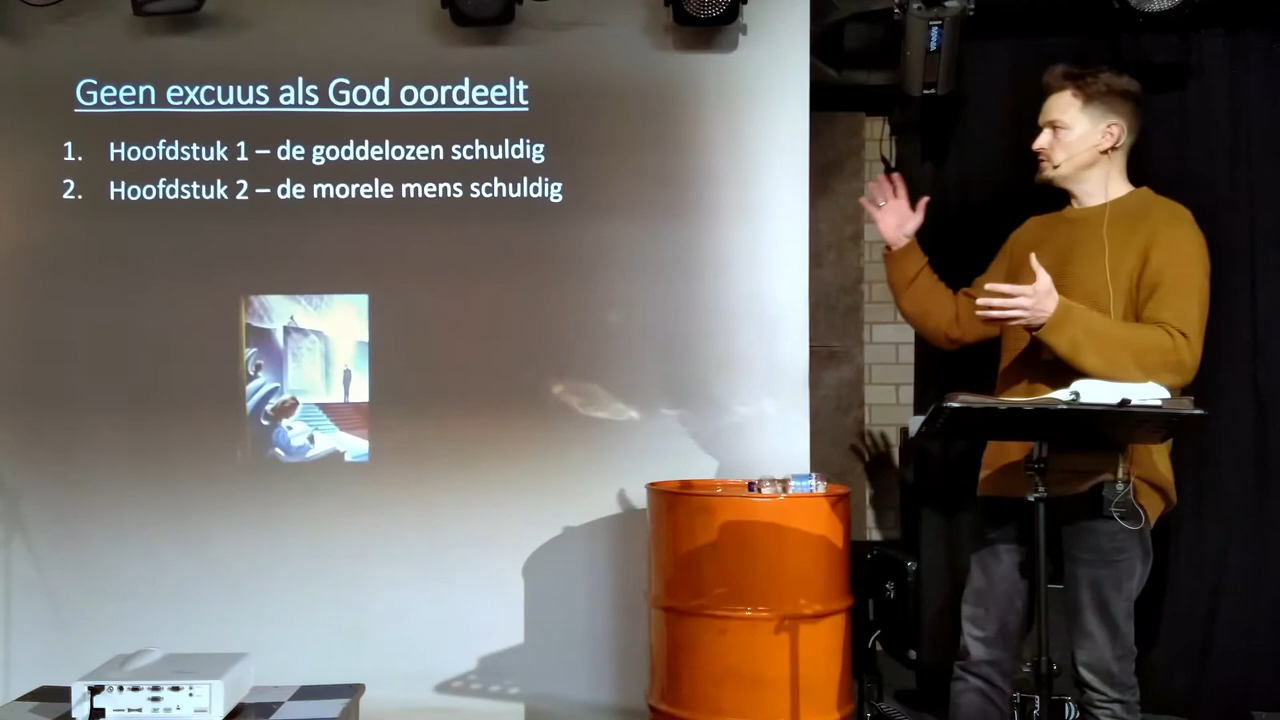 Geen excuus als God oordeelt
1. Hoofdstuk 1 – de goddelozen schuldig
2. Hoofdstuk 2 – de morele mens schuldig